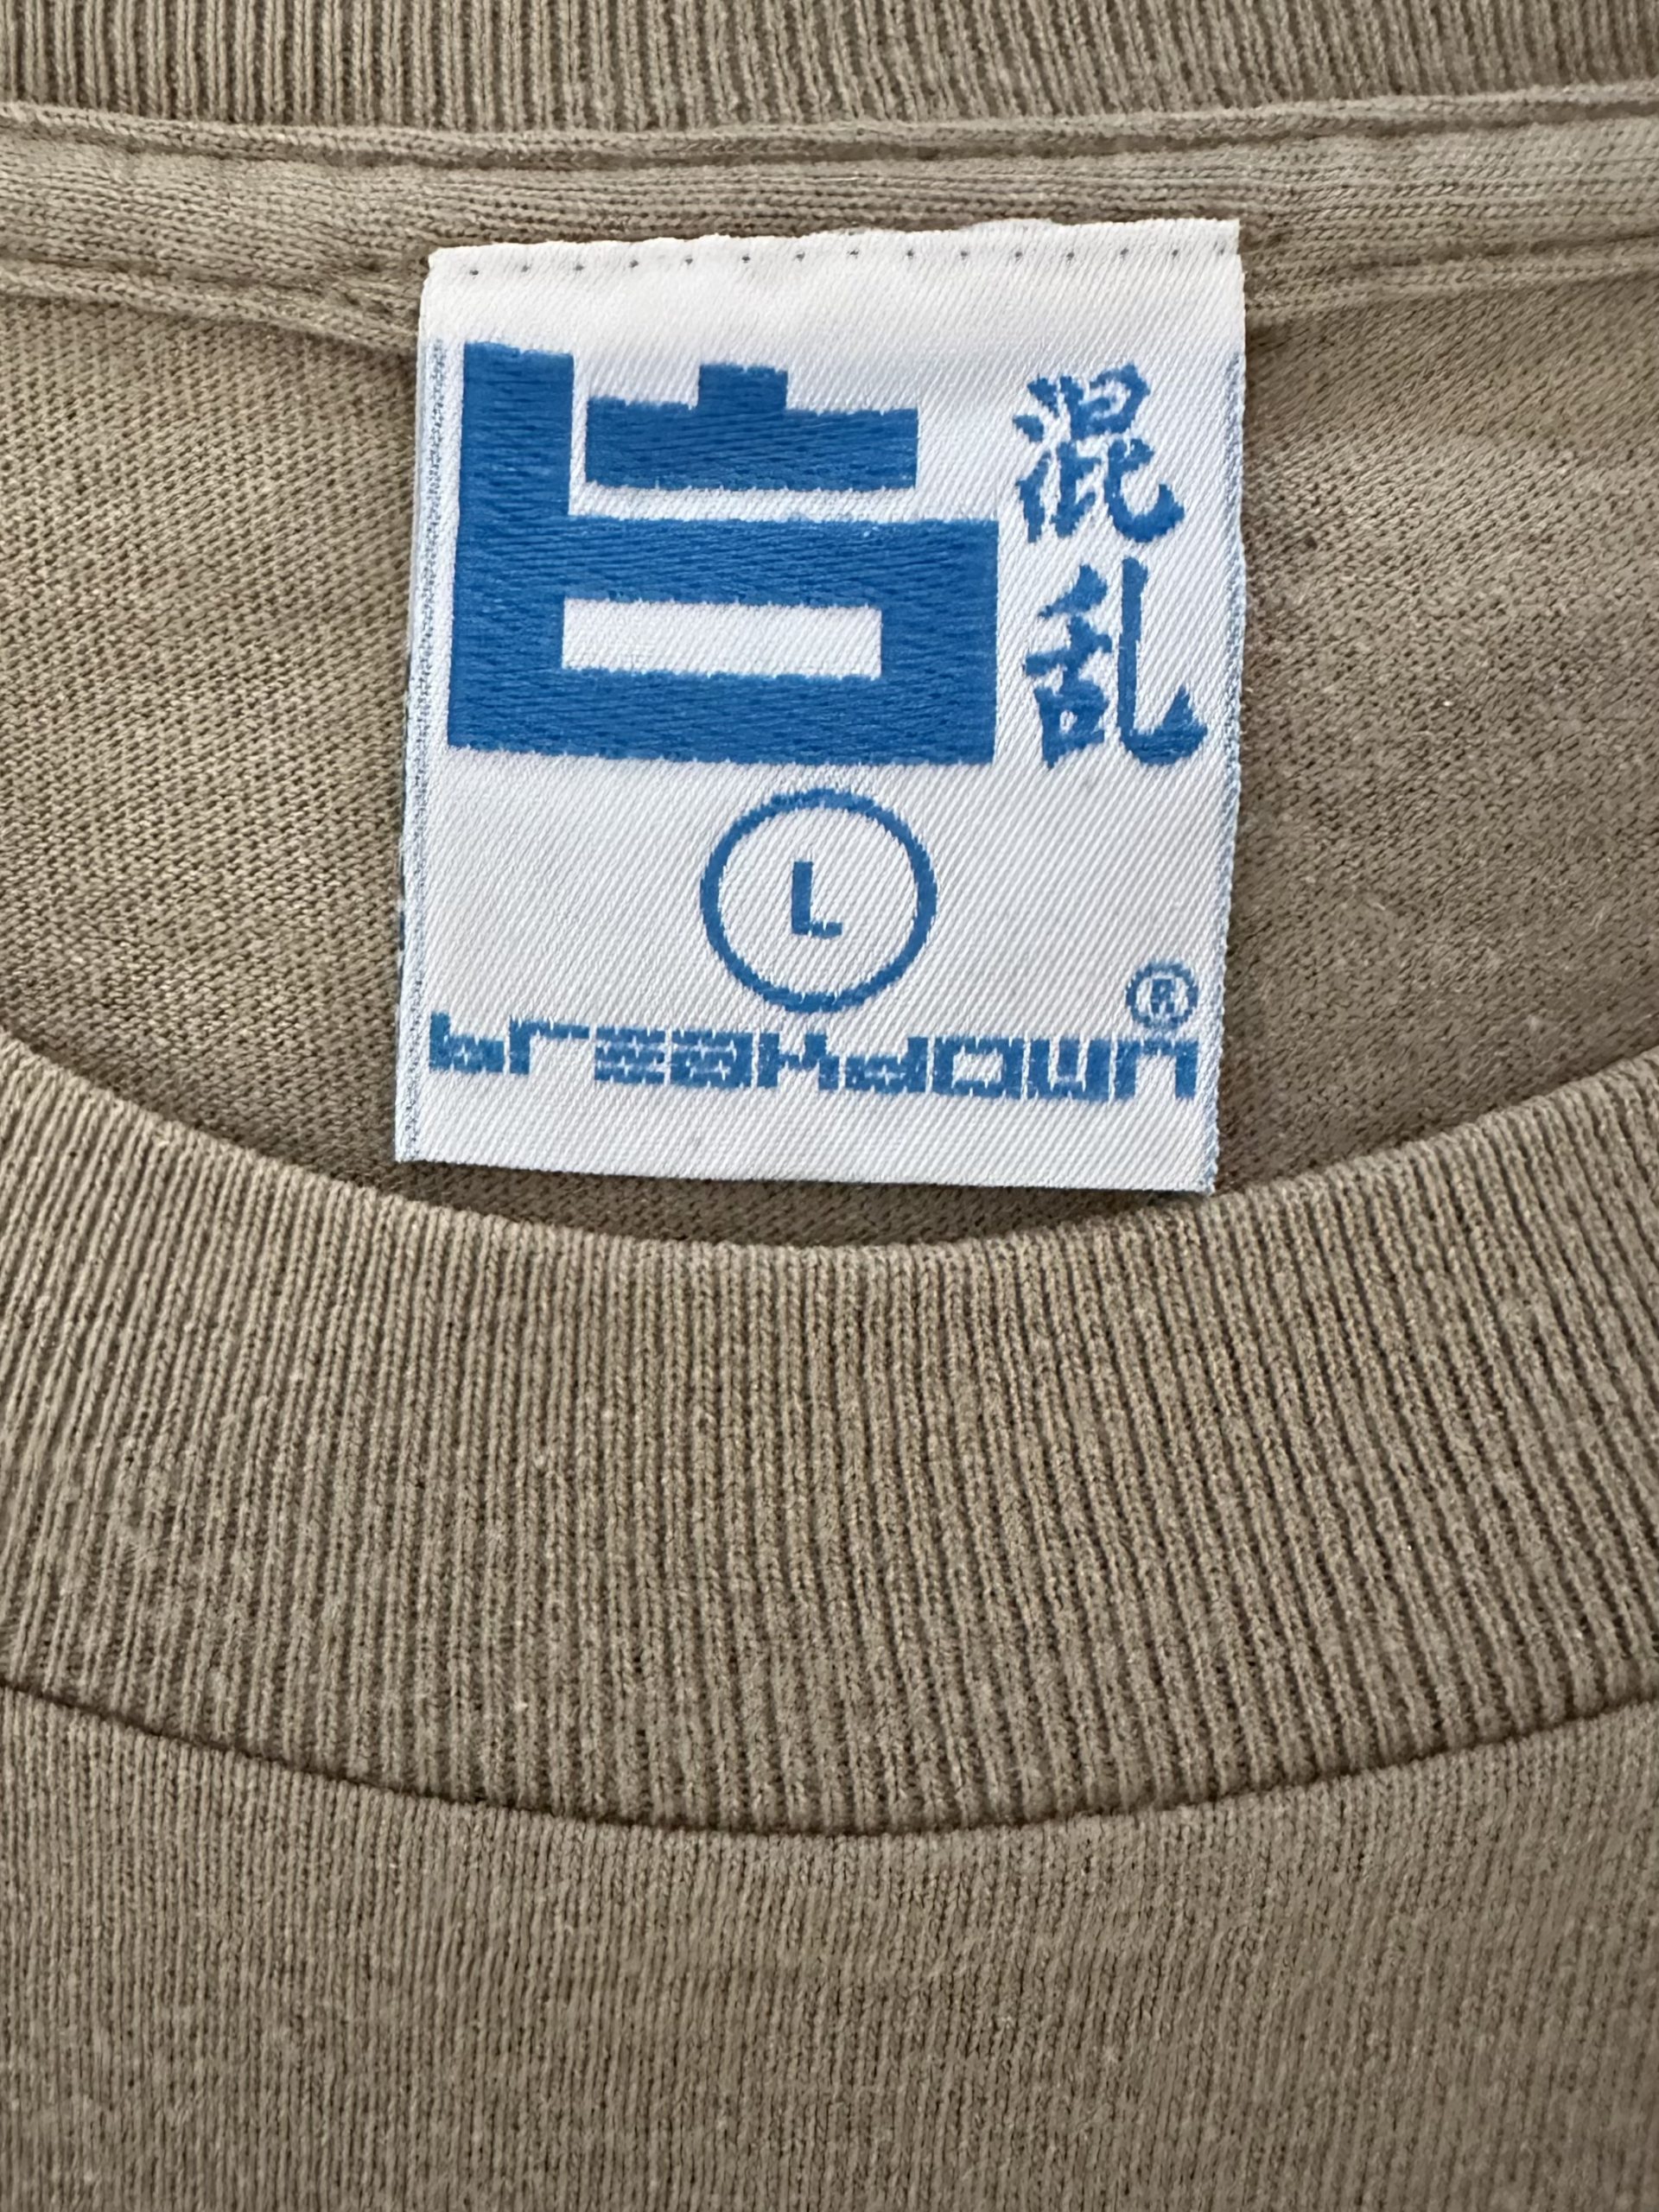 混乱
L
®
breakdown